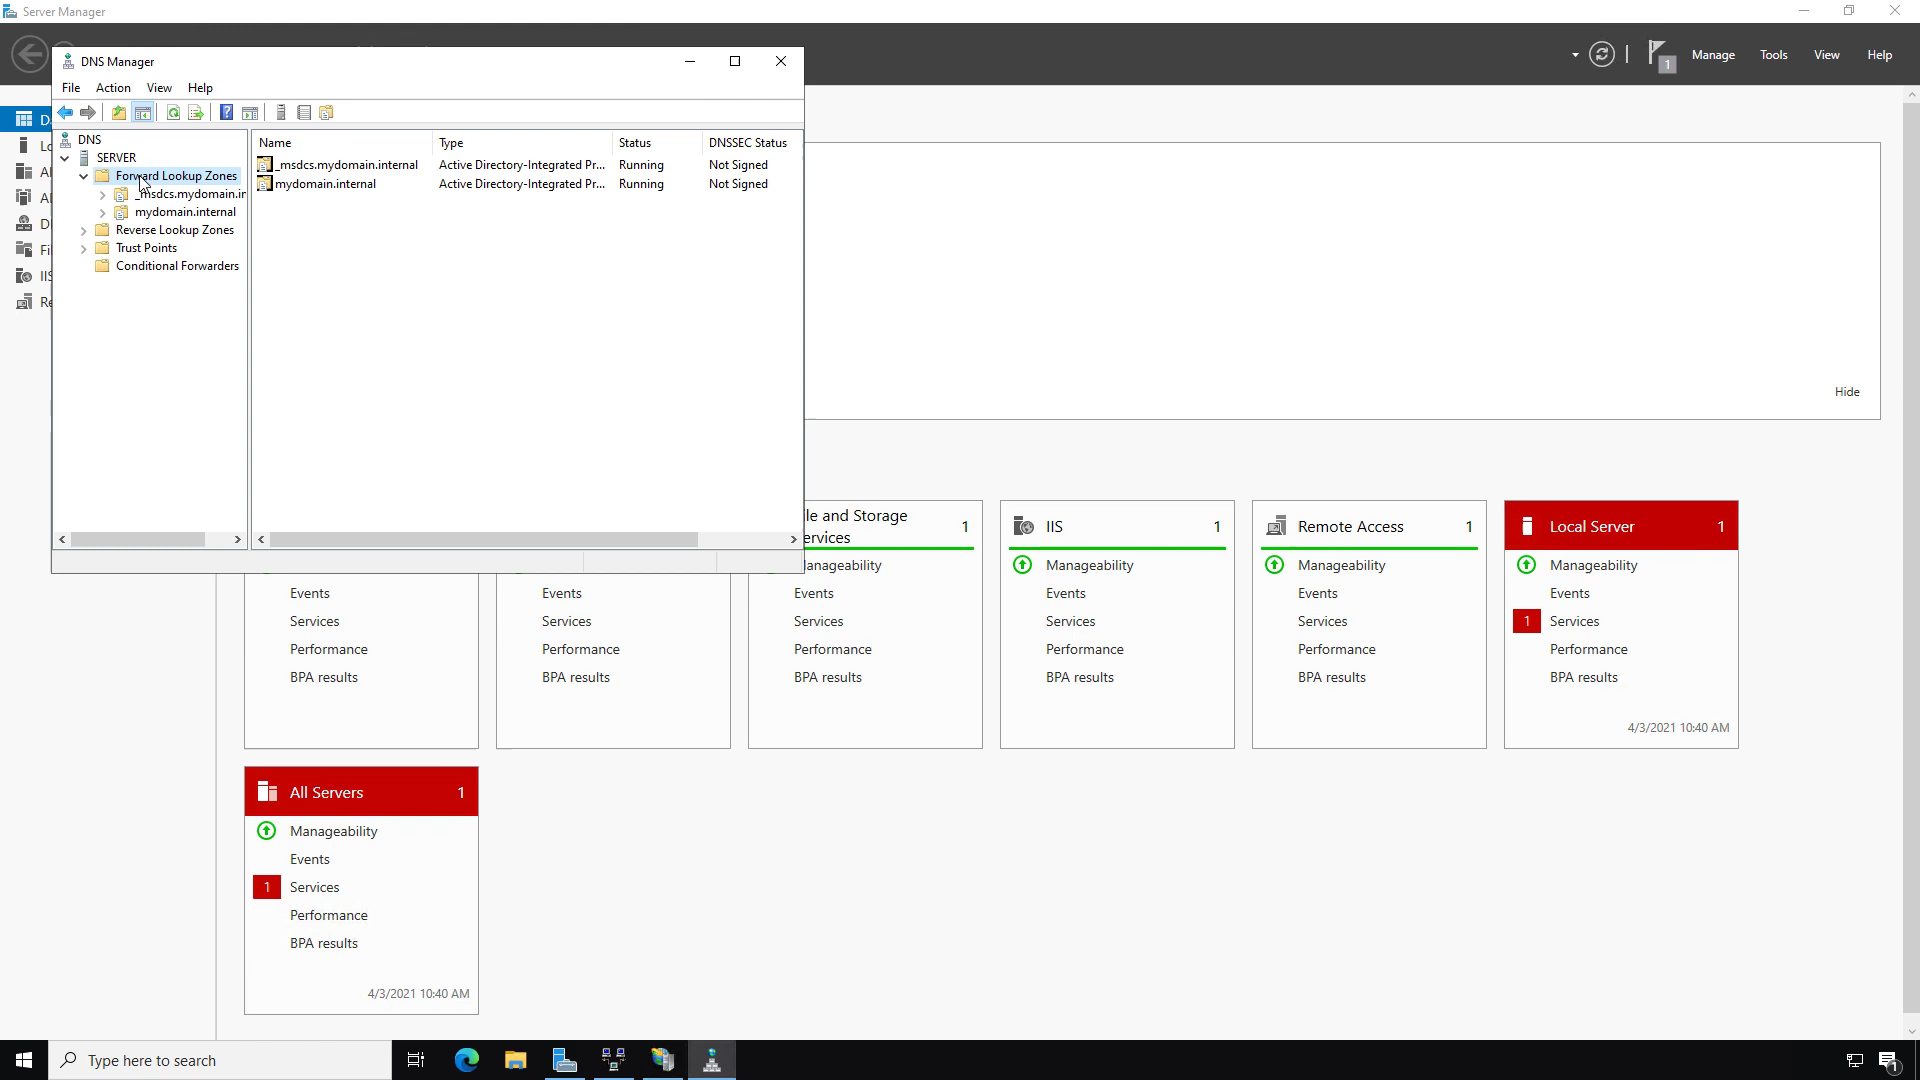 Server Manager
DNS Manager
1
Manage
Tools
View
Help
File
Action
View
Help
DNS
SERVER
Forward Lookup Zones
_msdcs.mydomain.in
mydomain.internal
Reverse Lookup Zones
Trust Points
Conditional Forwarders
Name
Type
Status
DNSSEC Status
_msdcs.mydomain.internal
Active Directory-Integrated Pr...
Running
Not Signed
mydomain.internal
Active Directory-Integrated Pr...
Running
Not Signed
Hide
Events
Services
Performance
BPA results
Events
Services
Performance
BPA results
le and Storage
ervices
1
anageability
Events
Services
Performance
BPA results
IIS
1
Manageability
Events
Services
Performance
BPA results
Remote Access
1
Manageability
Events
Services
Performance
BPA results
Local Server
1
Manageability
Events
1
Services
Performance
BPA results
4/3/2021 10:40 AM
All Servers
1
Manageability
Events
1
Services
Performance
BPA results
4/3/2021 10:40 AM
Type here to search
1